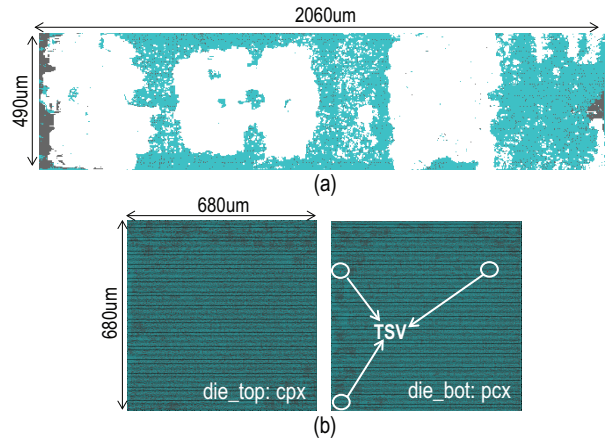 2060um
490um
(a)
680um
680um
TSV
die_top: cpx
die_bot: pcx
(b)